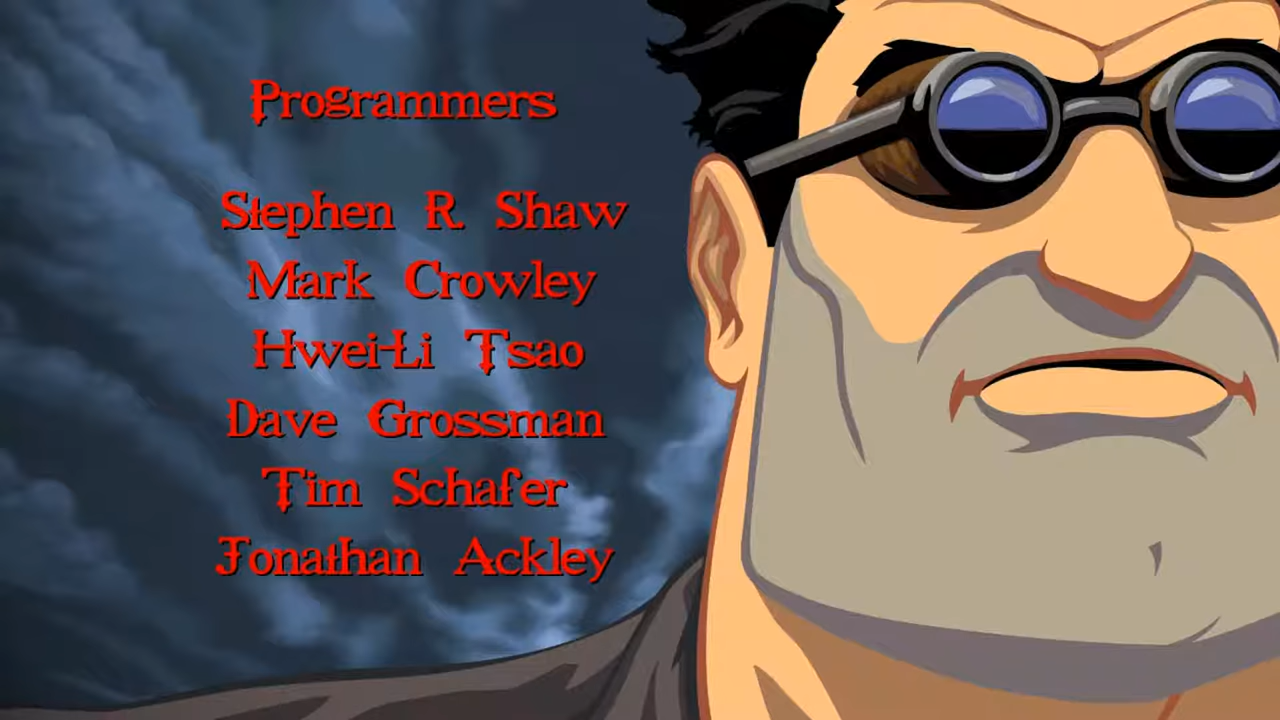 Programmers
Stephen R. Shaw
Mark Crowley
Hwei-Li Tsao
Dave Grossman
Tim Schafer
Jonathan Ackley